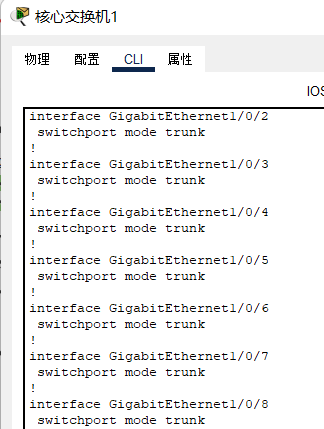 核心交换机1
物理 配置 CLI 属性
IOS
interface GigabitEthernet1/0/2
 switchport mode trunk
!
interface GigabitEthernet1/0/3
 switchport mode trunk
!
interface GigabitEthernet1/0/4
 switchport mode trunk
!
interface GigabitEthernet1/0/5
 switchport mode trunk
!
interface GigabitEthernet1/0/6
 switchport mode trunk
!
interface GigabitEthernet1/0/7
 switchport mode trunk
!
interface GigabitEthernet1/0/8
 switchport mode trunk